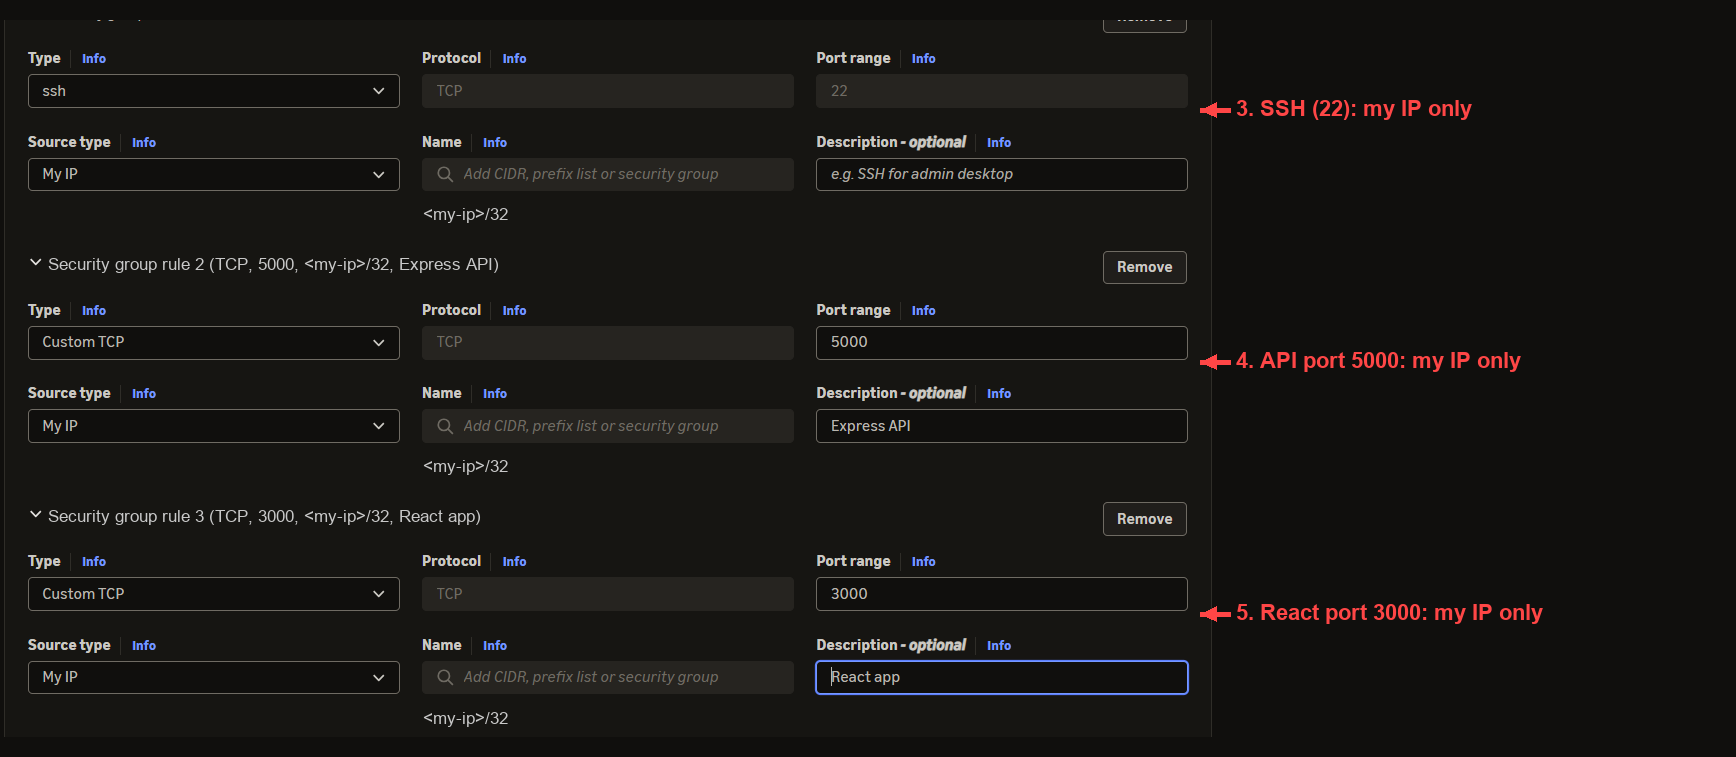 Remove
Type Info Protocol Info Port range Info
ssh TCP 22
3. SSH (22): my IP only
Source type Info Name Info Description - optional Info
My IP Add CIDR, prefix list or security group e.g. SSH for admin desktop
<my-ip>/32
Security group rule 2 (TCP, 5000, <my-ip>/32, Express API) Remove
Type Info Protocol Info Port range Info
Custom TCP TCP 5000
4. API port 5000: my IP only
Source type Info Name Info Description - optional Info
My IP Add CIDR, prefix list or security group Express API
<my-ip>/32
Security group rule 3 (TCP, 3000, <my-ip>/32, React app) Remove
Type Info Protocol Info Port range Info
Custom TCP TCP 3000
5. React port 3000: my IP only
Source type Info Name Info Description - optional Info
My IP Add CIDR, prefix list or security group React app
<my-ip>/32